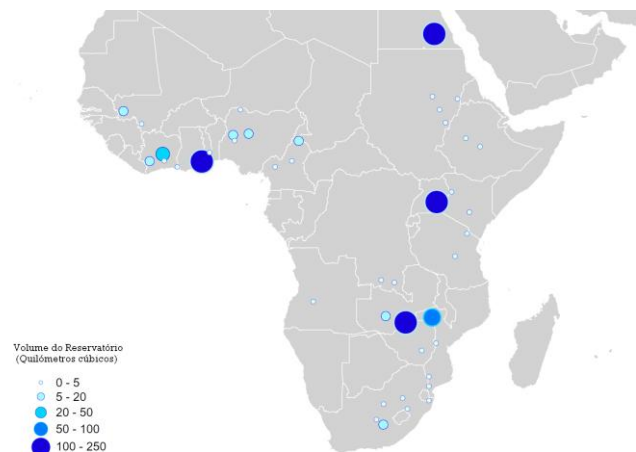 Volume do Reservatório
(Quilómetros cúbicos)
0 - 5
5 - 20
20 - 50
50 - 100
100 - 250